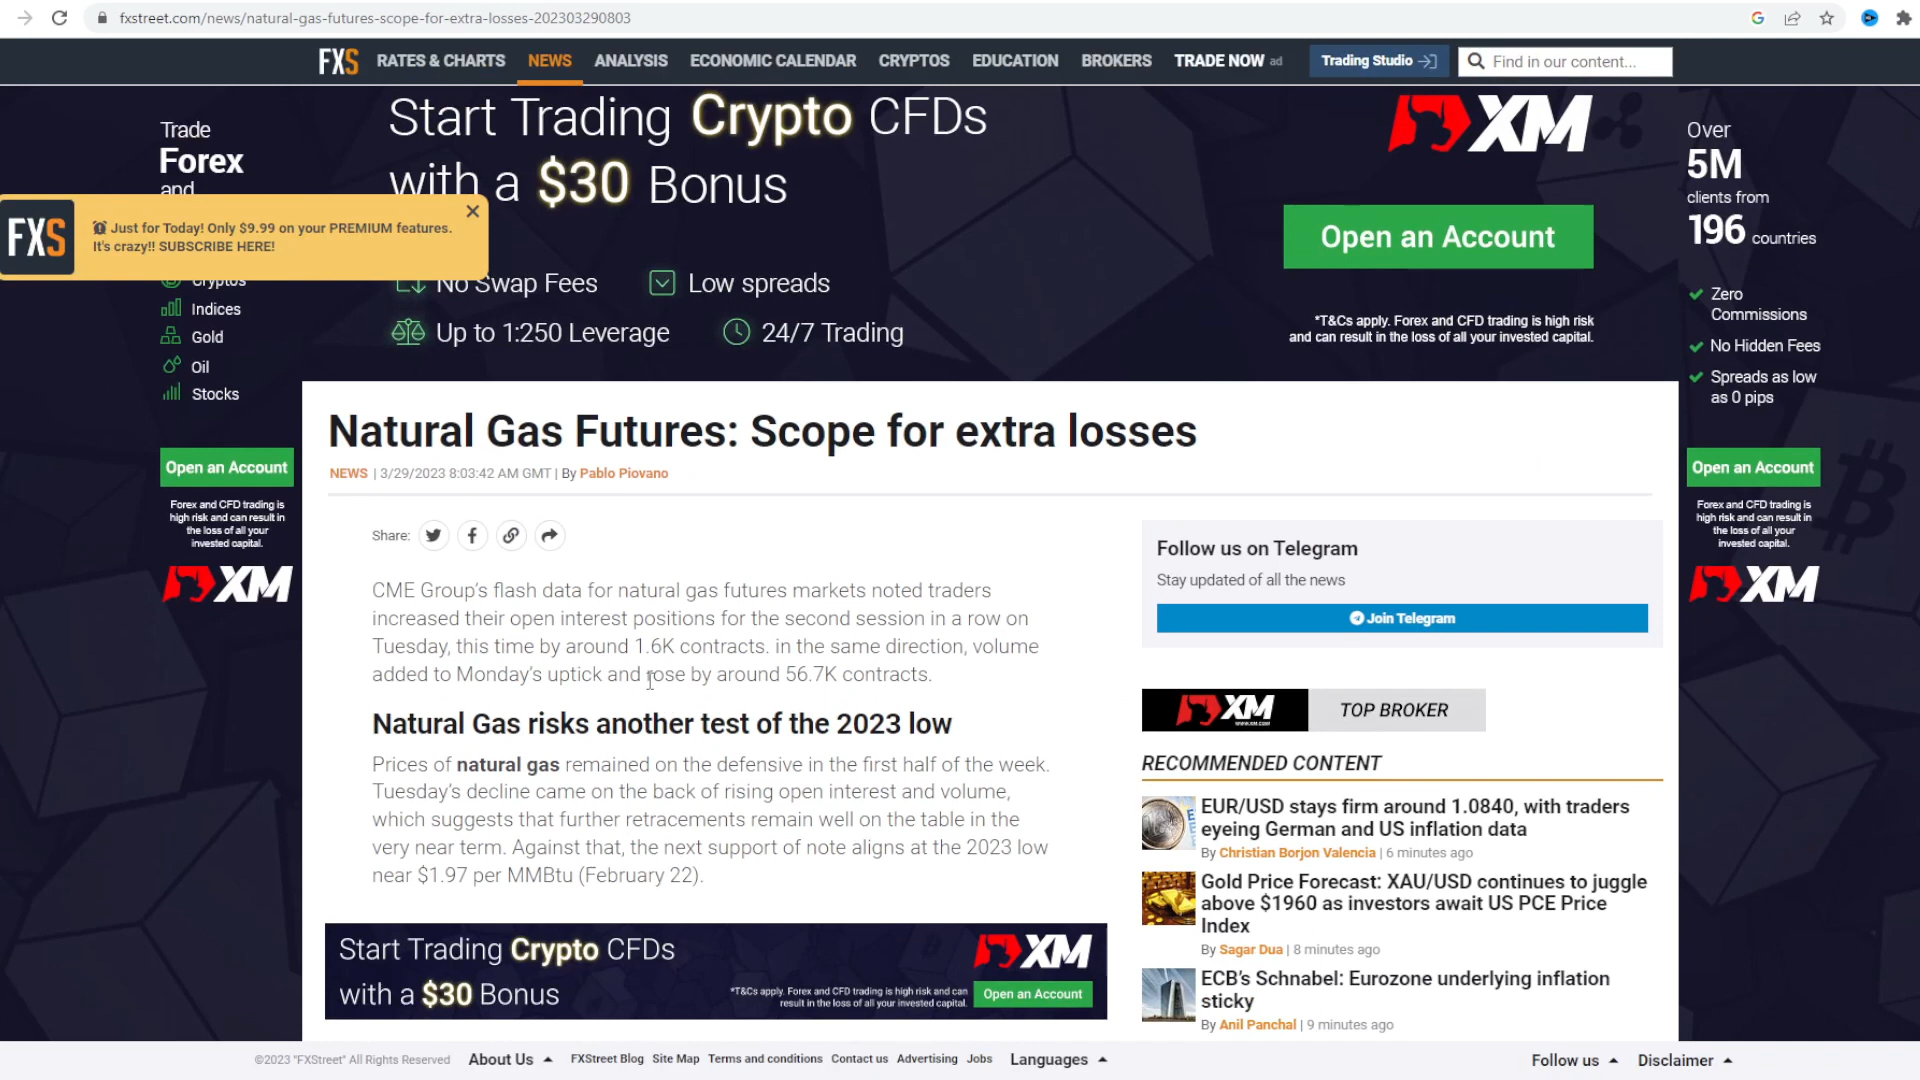 fxstreet.com/news/natural-gas-futures-scope-for-extra-losses-202303290803
FXS RATES & CHARTS NEWS ANALYSIS ECONOMIC CALENDAR CRYPTOS EDUCATION BROKERS TRADE NOW ad Trading Studio Find in our content...
Trade
Forex
and
Cryptos
Indices
Gold
Oil
Stocks
Open an Account
Forex and CFD trading is
high risk and can result in
the loss of all your
invested capital.
XM
FXS
Just for Today! Only $9.99 on your PREMIUM features.
It's crazy!! SUBSCRIBE HERE!
Start Trading Crypto CFDs
with a $30 Bonus
No Swap Fees Low spreads
Up to 1:250 Leverage 24/7 Trading
XM
Open an Account
*T&Cs apply. Forex and CFD trading is high risk
and can result in the loss of all your invested capital.
Over
5M
clients from
196 countries
Zero
Commissions
No Hidden Fees
Spreads as low
as 0 pips
Open an Account
Forex and CFD trading is
high risk and can result in
the loss of all your
invested capital.
XM
Natural Gas Futures: Scope for extra losses
NEWS | 3/29/2023 8:03:42 AM GMT | By Pablo Piovano
Share:
CME Group's flash data for natural gas futures markets noted traders
increased their open interest positions for the second session in a row on
Tuesday, this time by around 1.6K contracts. in the same direction, volume
added to Monday's uptick and rose by around 56.7K contracts.
Natural Gas risks another test of the 2023 low
Prices of natural gas remained on the defensive in the first half of the week.
Tuesday's decline came on the back of rising open interest and volume,
which suggests that further retracements remain well on the table in the
very near term. Against that, the next support of note aligns at the 2023 low
near $1.97 per MMBtu (February 22).
Start Trading Crypto CFDs
with a $30 Bonus
XM
*T&Cs apply. Forex and CFD trading is high risk and can
result in the loss of all your invested capital.
Open an Account
Follow us on Telegram
Stay updated of all the news
Join Telegram
XM
www.xm.com
TOP BROKER
RECOMMENDED CONTENT
EUR/USD stays firm around 1.0840, with traders
eyeing German and US inflation data
By Christian Borjon Valencia | 6 minutes ago
Gold Price Forecast: XAU/USD continues to juggle
above $1960 as investors await US PCE Price
Index
By Sagar Dua | 8 minutes ago
ECB's Schnabel: Eurozone underlying inflation
sticky
By Anil Panchal | 9 minutes ago
©2023 "FXStreet" All Rights Reserved About Us FXStreet Blog Site Map Terms and conditions Contact us Advertising Jobs Languages Follow us Disclaimer